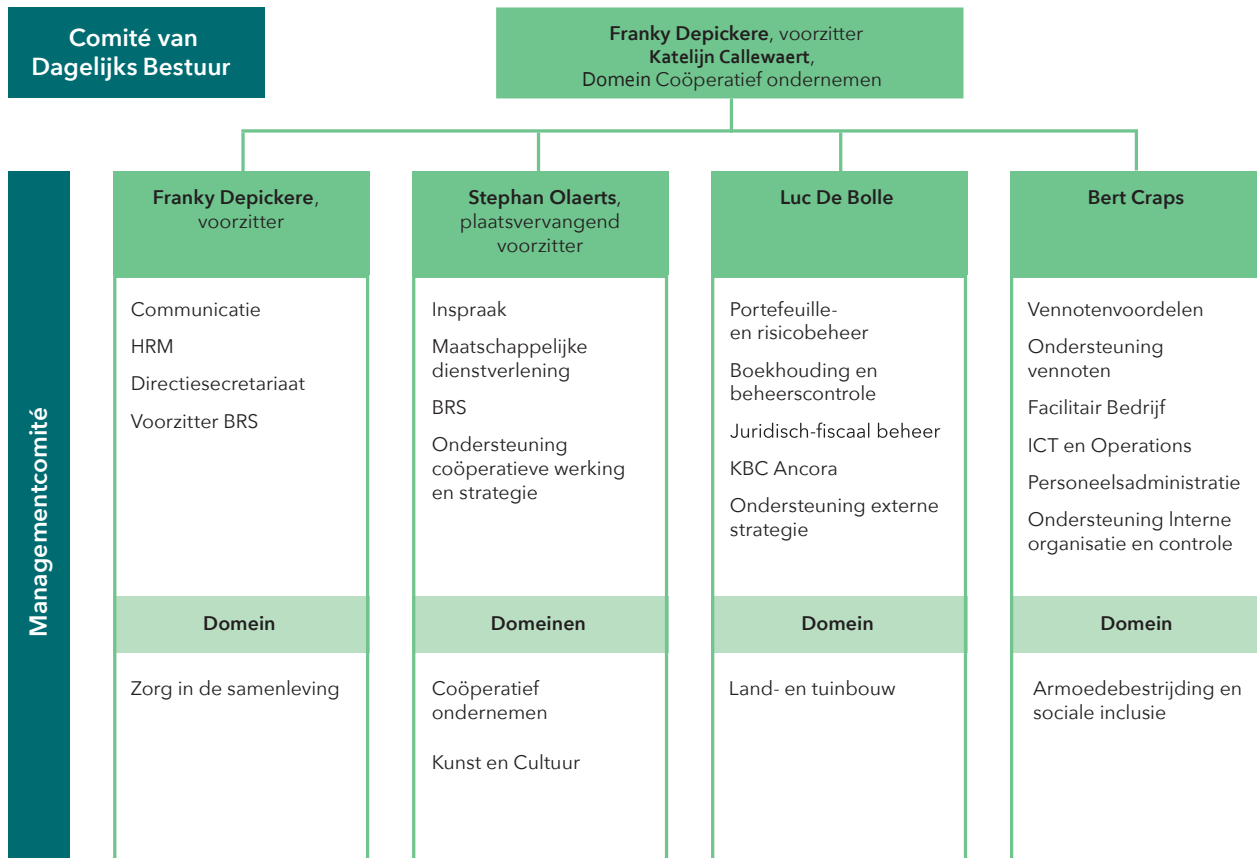 Comité van
Dagelijks Bestuur
Franky Depickere, voorzitter
Katelijn Callewaert,
Domein Coöperatief ondernemen
Managementcomité
Franky Depickere,
voorzitter
Communicatie
HRM
Directiesecretariaat
Voorzitter BRS
Domein
Zorg in de samenleving
Stephan Olaerts,
plaatsvervangend
voorzitter
Inspraak
Maatschappelijke
dienstverlening
BRS
Ondersteuning
coöperatieve werking
en strategie
Domeinen
Coöperatief
ondernemen
Kunst en Cultuur
Luc De Bolle
Portefeuille-
en risicobeheer
Boekhouding en
beheerscontrole
Juridisch-fiscaal beheer
KBC Ancora
Ondersteuning externe
strategie
Domein
Land- en tuinbouw
Bert Craps
Vennotenvoordelen
Ondersteuning
vennoten
Facilitair Bedrijf
ICT en Operations
Personeelsadministratie
Ondersteuning Interne
organisatie en controle
Domein
Armoedebestrijding en
sociale inclusie